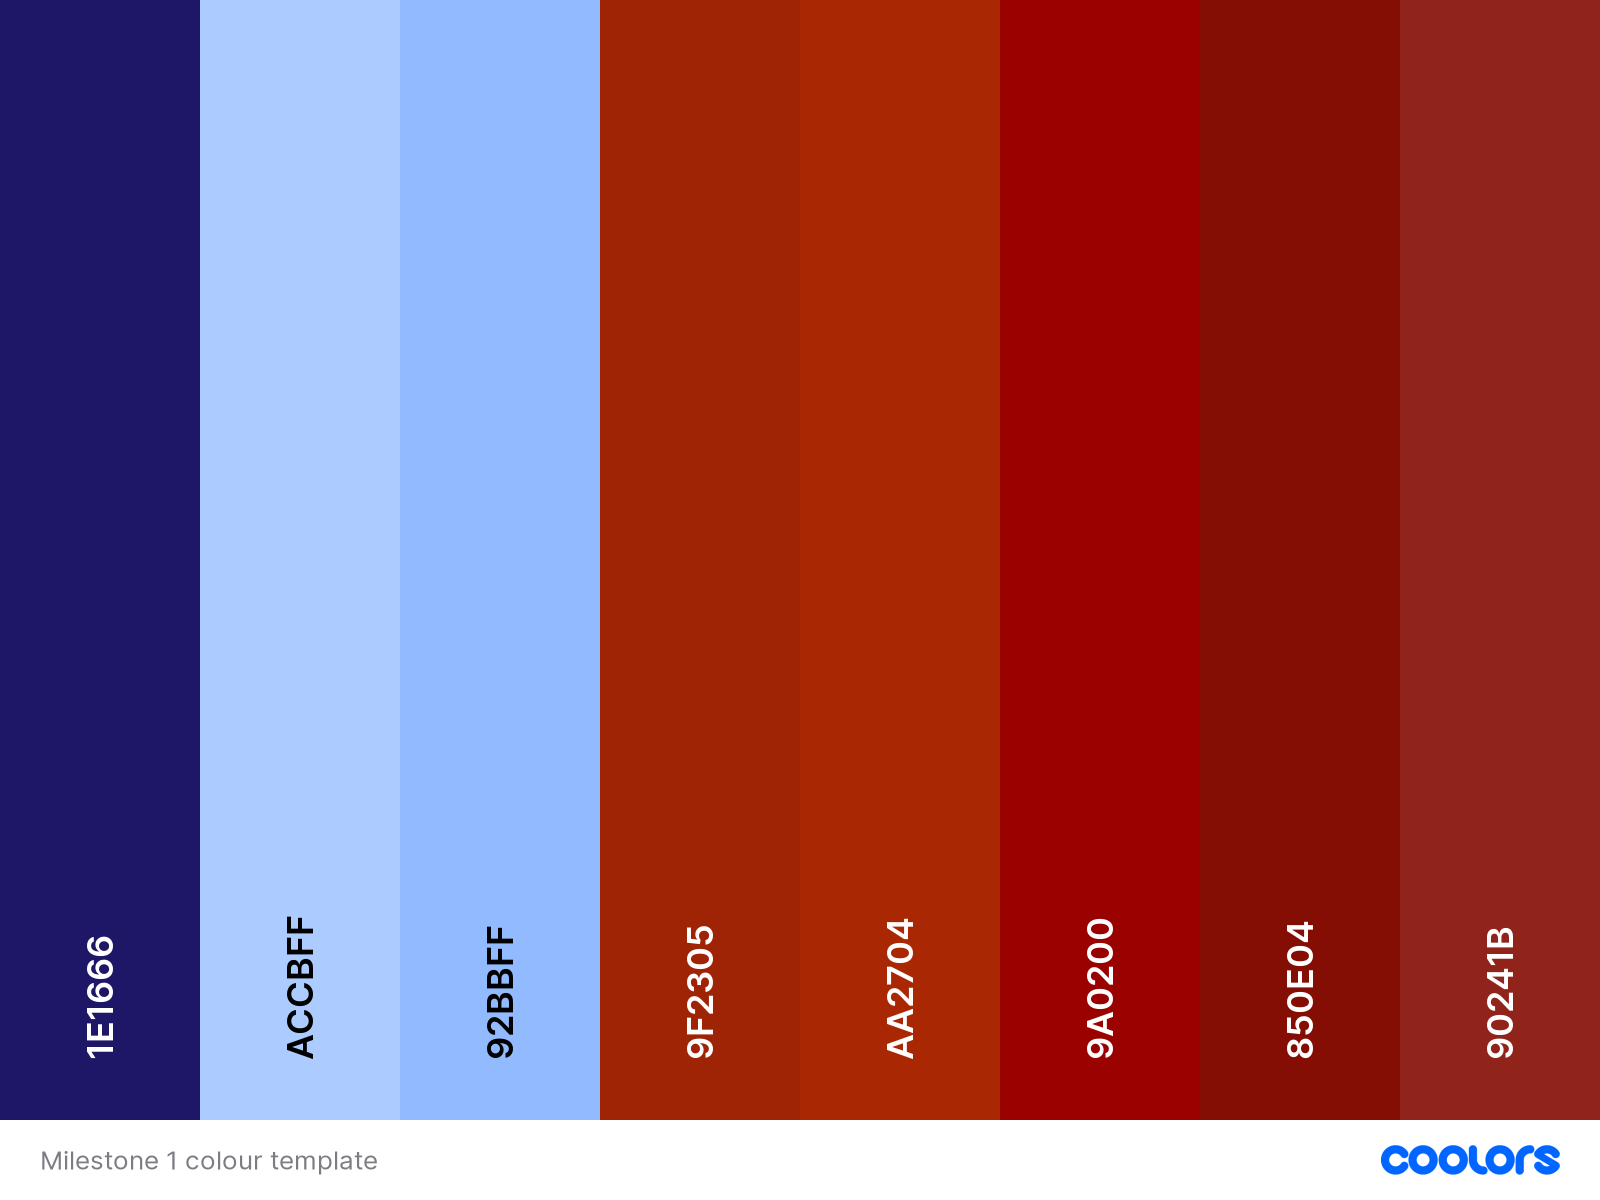 1E1666
ACCBFF
92BBFF
9F2305
AA2704
9A0200
850E04
90241B
Milestone 1 colour template
coolors